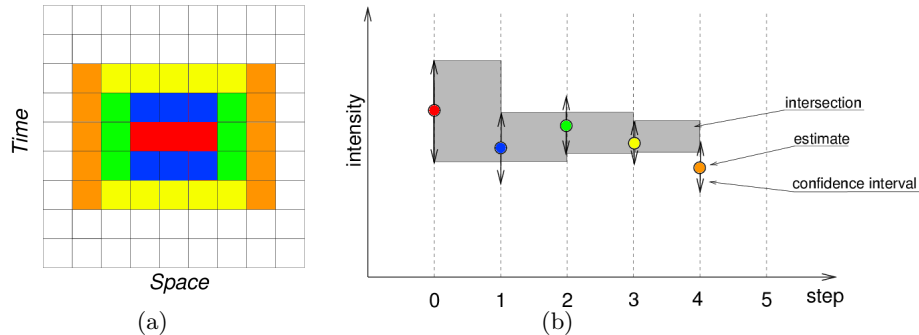 Time
Space
(a)
intensity
intersection
estimate
confidence interval
0 1 2 3 4 5 step
(b)